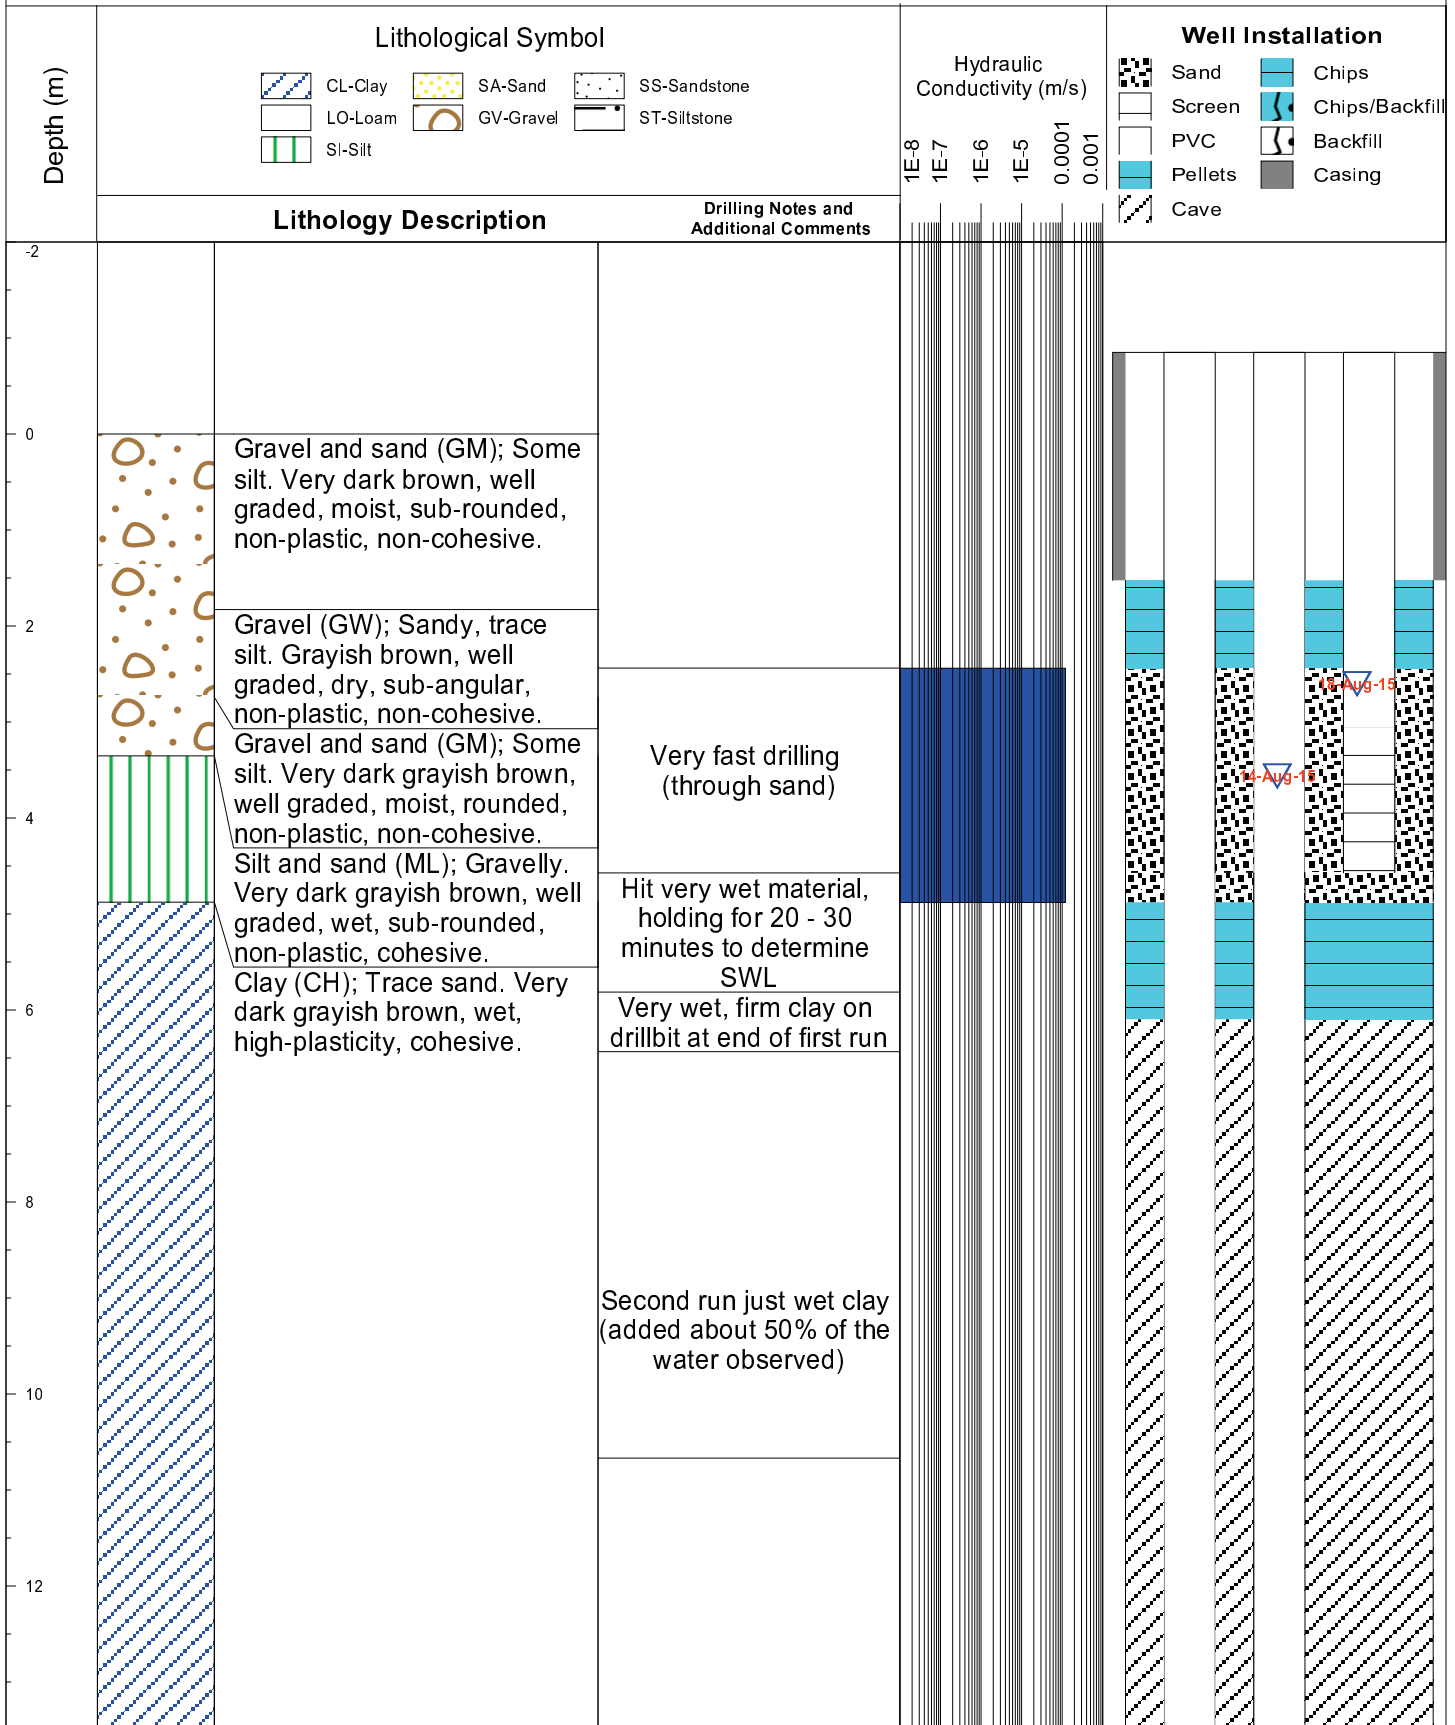 Depth (m)
Lithological Symbol
CL-Clay
SA-Sand
SS-Sandstone
LO-Loam
GV-Gravel
ST-Siltstone
SI-Silt
Lithology Description
Drilling Notes and
Additional Comments
Hydraulic
Conductivity (m/s)
1E-8
1E-7
1E-6
1E-5
0.0001
0.001
Well Installation
Sand
Chips
Screen
Chips/Backfill
PVC
Backfill
Pellets
Casing
Cave
-2
0
2
4
6
8
10
12
Gravel and sand (GM); Some
silt. Very dark brown, well
graded, moist, sub-rounded,
non-plastic, non-cohesive.
Gravel (GW); Sandy, trace
silt. Grayish brown, well
graded, dry, sub-angular,
non-plastic, non-cohesive.
Gravel and sand (GM); Some
silt. Very dark grayish brown,
well graded, moist, rounded,
non-plastic, non-cohesive.
Silt and sand (ML); Gravelly.
Very dark grayish brown, well
graded, wet, sub-rounded,
non-plastic, cohesive.
Clay (CH); Trace sand. Very
dark grayish brown, wet,
high-plasticity, cohesive.
Very fast drilling
(through sand)
Hit very wet material,
holding for 20 - 30
minutes to determine
SWL
Very wet, firm clay on
drillbit at end of first run
Second run just wet clay
(added about 50% of the
water observed)
18-Aug-15
14-Aug-15